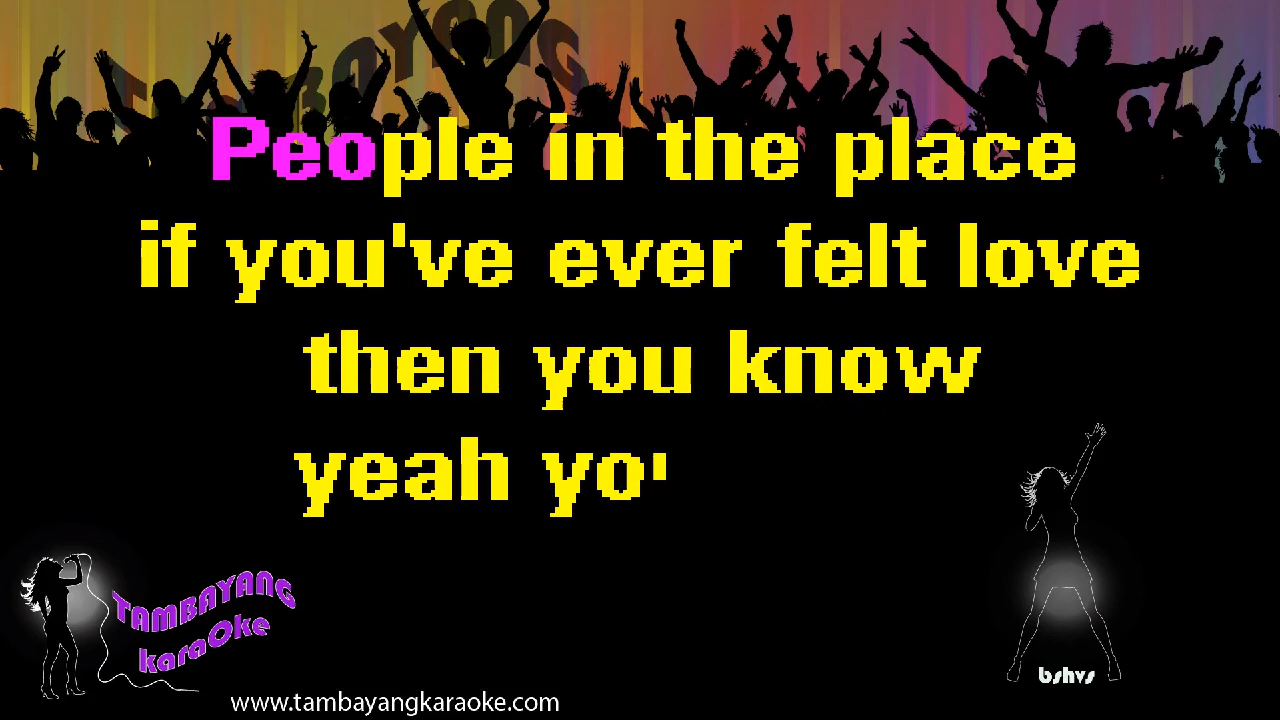 TAMBAYANG
People in the place
if you've ever felt love
then you know
yeah yo
TAMBAYANG
karaOke
bshvs
www.tambayangkaraoke.com